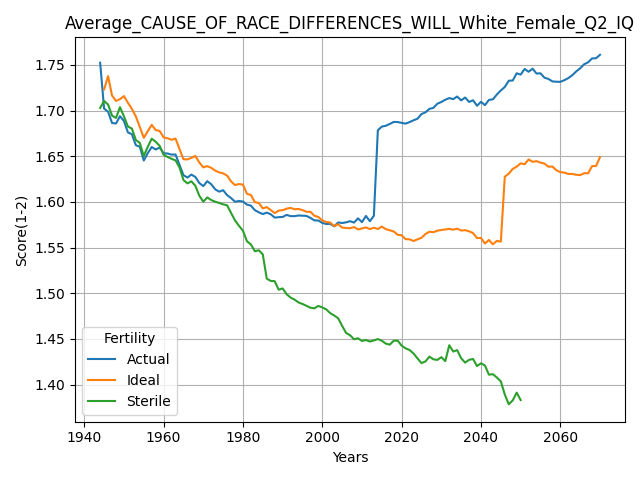 Average_CAUSE_OF_RACE_DIFFERENCES_WILL_White_Female_Q2_IQ
1.75
1.70
1.65
1.60
1.55
1.50
1.45
1.40
Score(1-2)
Fertility
Actual
Ideal
Sterile
1940 1960 1980 2000 2020 2040 2060
Years